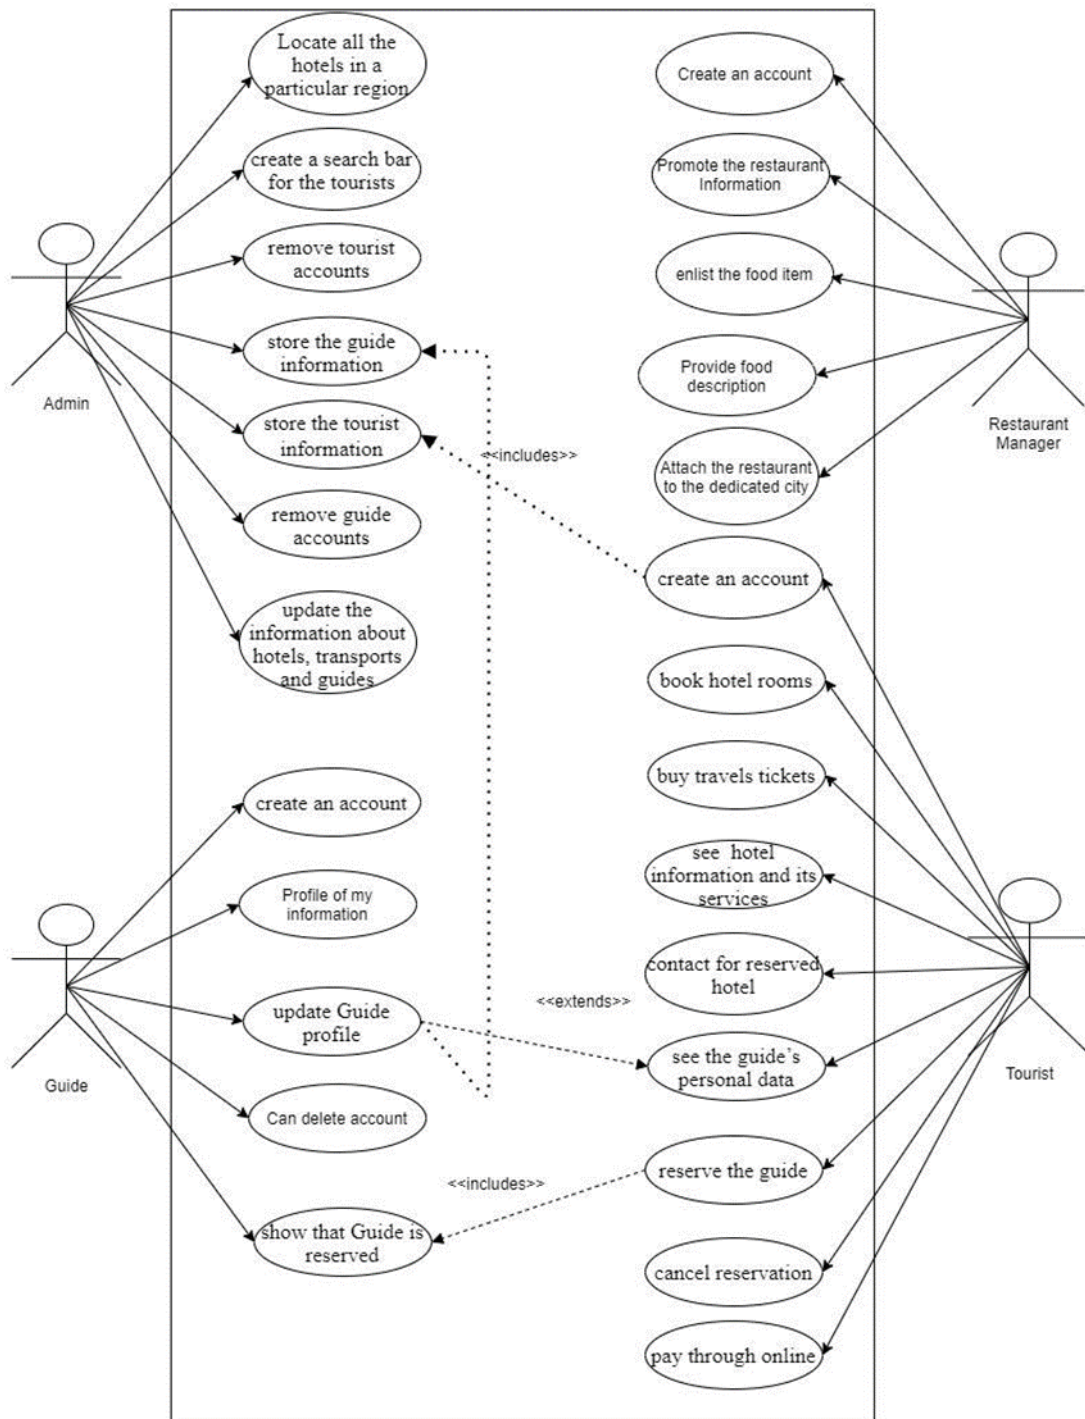 Locate all the
hotels in a
particular region
create a search bar
for the tourists
remove tourist
accounts
store the guide
information
store the tourist
information
remove guide
accounts
update the
information about
hotels, transports
and guides
Admin
create an account
Profile of my
information
update Guide
profile
Can delete account
show that Guide is
reserved
Guide
<<includes>>
<<extends>>
<<includes>>
Create an account
Promote the restaurant
Information
enlist the food item
Provide food
description
Attach the restaurant
to the dedicated city
Restaurant
Manager
create an account
book hotel rooms
buy travels tickets
see hotel
information and its
services
contact for reserved
hotel
see the guide's
personal data
reserve the guide
cancel reservation
pay through online
Tourist